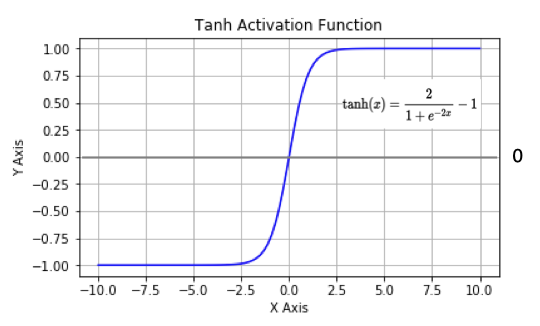 Tanh Activation Function
1.00
0.75
0.50
0.25
0.00
−0.25
−0.50
−0.75
−1.00
Y Axis
tanh(x) = 2 / (1 + e^{−2x}) − 1
0
−10.0 −7.5 −5.0 −2.5 0.0 2.5 5.0 7.5 10.0
X Axis